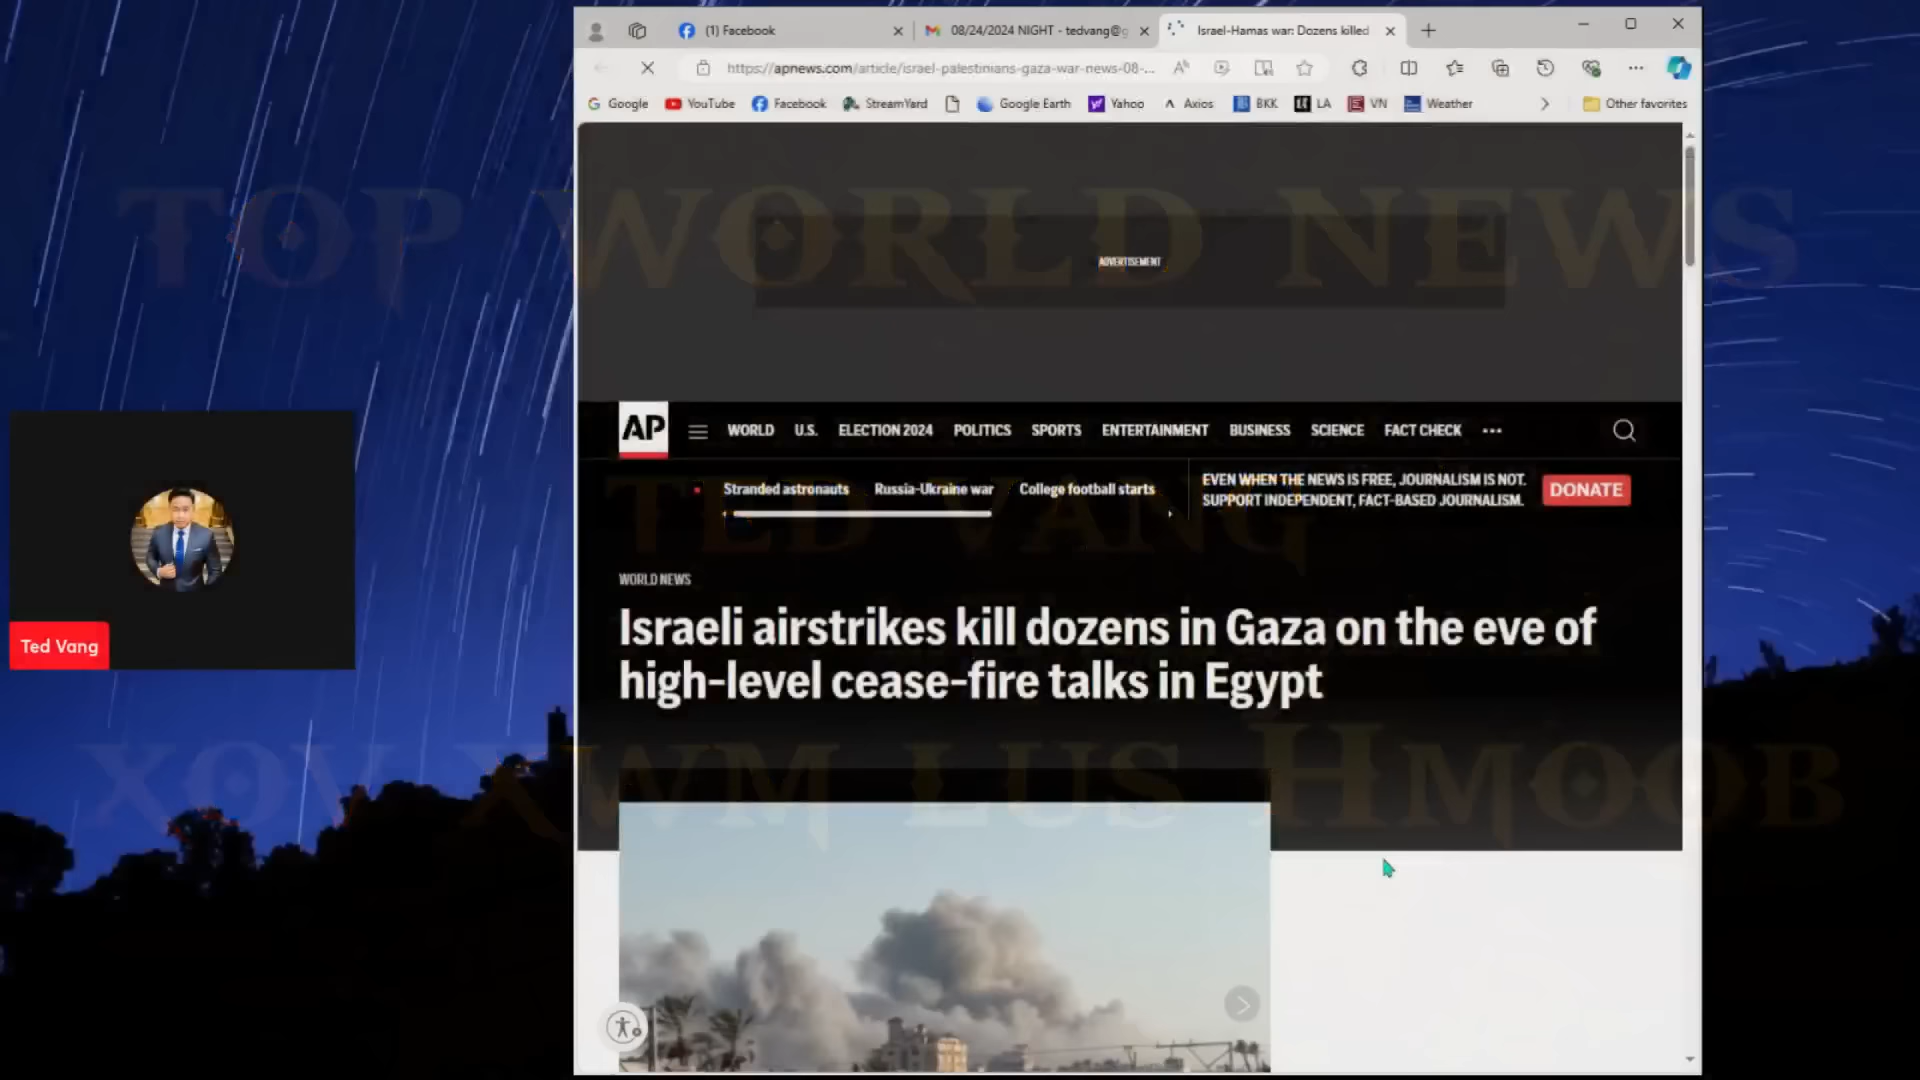 (1) Facebook
08/24/2024 NIGHT - tedvang@g
Israel-Hamas war: Dozens killed
https://apnews.com/article/israel-palestinians-gaza-war-news-08-...
Google
YouTube
Facebook
StreamYard
Google Earth
Yahoo
Axios
BKK
LA
VN
Weather
Other favorites
TOP WORLD NEWS
ADVERTISEMENT
AP
WORLD
U.S.
ELECTION 2024
POLITICS
SPORTS
ENTERTAINMENT
BUSINESS
SCIENCE
FACT CHECK
Stranded astronauts
Russia-Ukraine war
College football starts
EVEN WHEN THE NEWS IS FREE, JOURNALISM IS NOT.
SUPPORT INDEPENDENT, FACT-BASED JOURNALISM.
DONATE
TED VANG
WORLD NEWS
Israeli airstrikes kill dozens in Gaza on the eve of
high-level cease-fire talks in Egypt
Ted Vang
XOV XWM LUS HMOOB